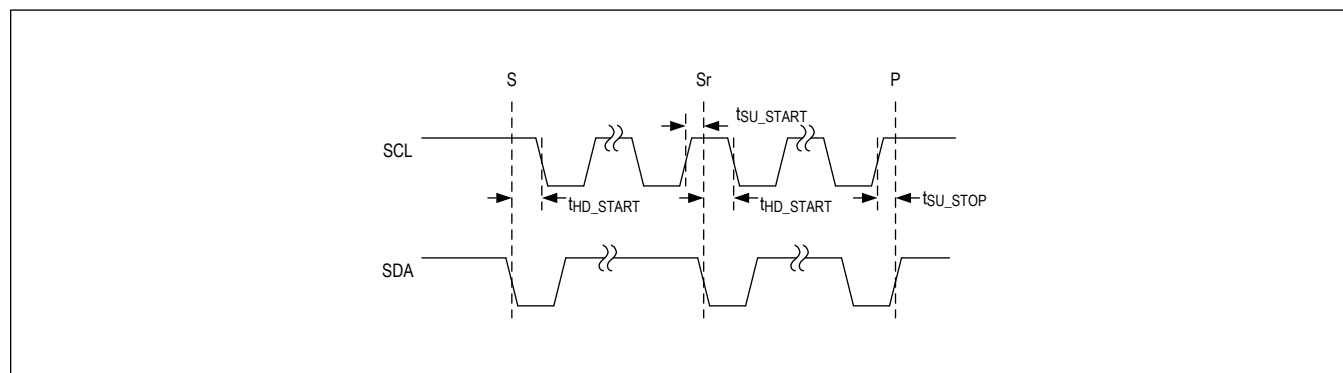 S Sr P
tSU_START
SCL
tHD_START tHD_START tSU_STOP
SDA